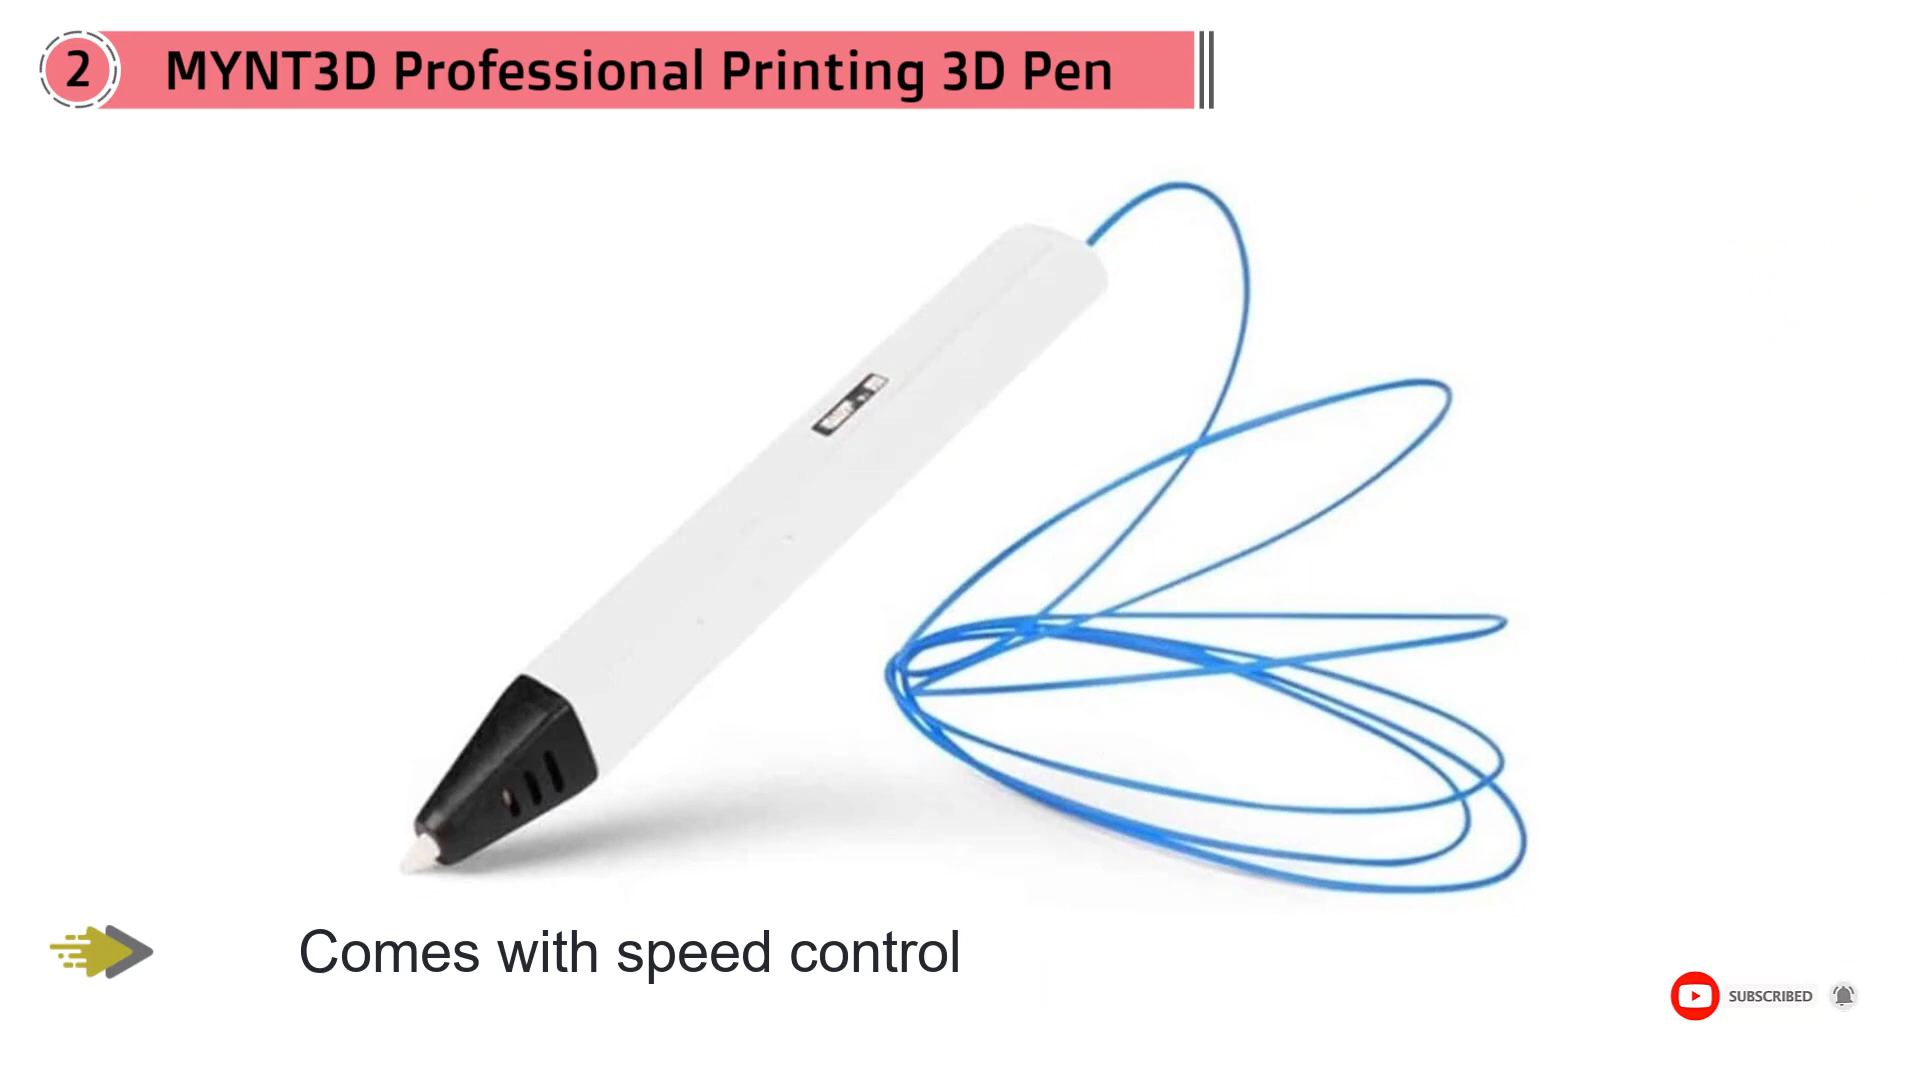 2
MYNT3D Professional Printing 3D Pen
Comes with speed control
SUBSCRIBED